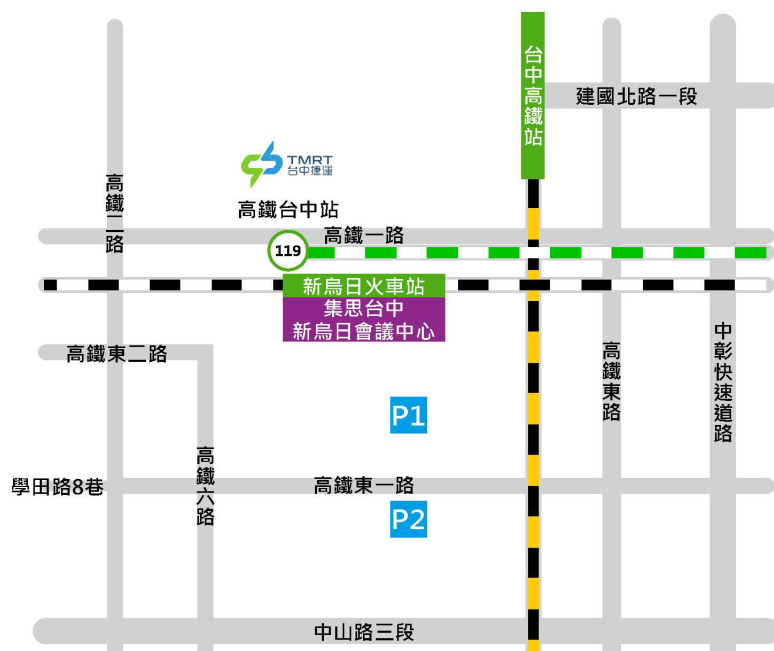 台中高鐵站
建國北路一段
TMRT
台中捷運
高鐵二路
高鐵台中站
高鐵一路
119
新烏日火車站
集思台中
新烏日會議中心
高鐵東二路
高鐵東路
中彰快速道路
P1
高鐵六路
學田路8巷
高鐵東一路
P2
中山路三段